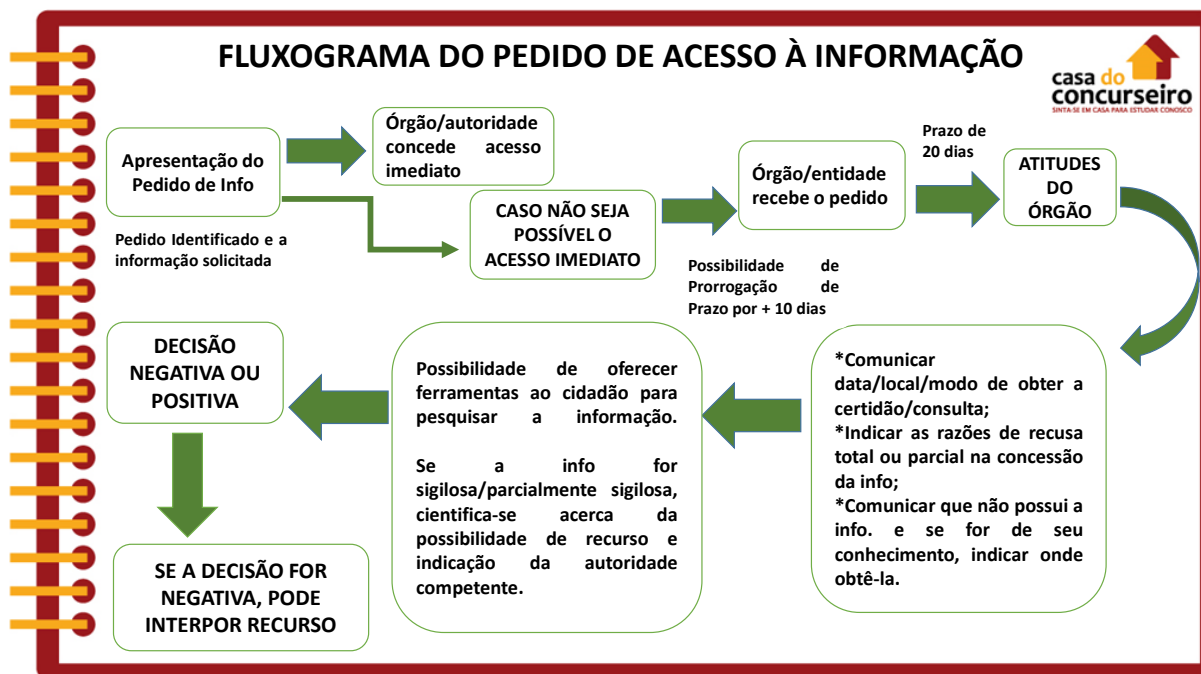 FLUXOGRAMA DO PEDIDO DE ACESSO À INFORMAÇÃO
casa do
concurseiro
SINTA-SE EM CASA PARA ESTUDAR CONOSCO
Apresentação do
Pedido de Info
Pedido Identificado e a
informação solicitada
Órgão/autoridade
concede acesso
imediato
CASO NÃO SEJA
POSSÍVEL O
ACESSO IMEDIATO
Órgão/entidade
recebe o pedido
Possibilidade de
Prorrogação de
Prazo por + 10 dias
Prazo de
20 dias
ATITUDES
DO
ÓRGÃO
*Comunicar
data/local/modo de obter a
certidão/consulta;
*Indicar as razões de recusa
total ou parcial na concessão
da info;
*Comunicar que não possui a
info. e se for de seu
conhecimento, indicar onde
obtê-la.
Possibilidade de oferecer
ferramentas ao cidadão para
pesquisar a informação.
Se a info for
sigilosa/parcialmente sigilosa,
cientifica-se acerca da
possibilidade de recurso e
indicação da autoridade
competente.
DECISÃO
NEGATIVA OU
POSITIVA
SE A DECISÃO FOR
NEGATIVA, PODE
INTERPOR RECURSO